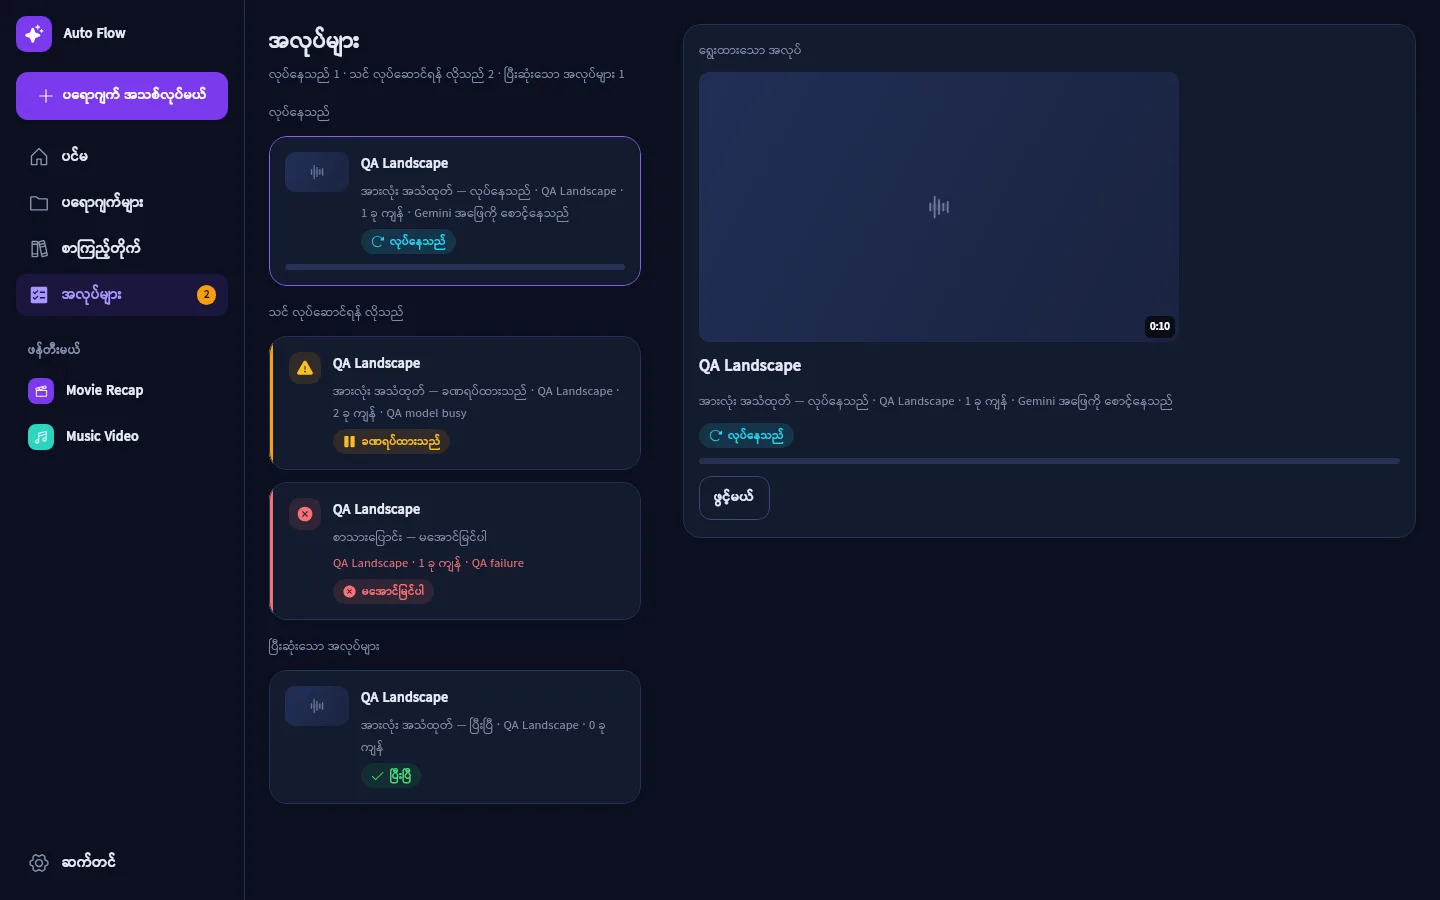 Auto Flow
ပရောဂျက် အသစ်လုပ်မယ်
ပင်မ
ပရောဂျက်များ
စာကြည့်တိုက်
အလုပ်များ
2
ဖန်တီးမယ်
Movie Recap
Music Video
ဆက်တင်
အလုပ်များ
လုပ်နေသည် 1 · သင် လုပ်ဆောင်ရန် လိုသည် 2 · ပြီးဆုံးသော အလုပ်များ 1
လုပ်နေသည်
QA Landscape
အားလုံး အသံထုတ် — လုပ်နေသည် · QA Landscape ·
1 ခု ကျန် · Gemini အဖြေကို စောင့်နေသည်
လုပ်နေသည်
သင် လုပ်ဆောင်ရန် လိုသည်
QA Landscape
အားလုံး အသံထုတ် — ခဏရပ်ထားသည် · QA Landscape ·
2 ခု ကျန် · QA model busy
ခဏရပ်ထားသည်
QA Landscape
စာသားပြောင်း — မအောင်မြင်ပါ
QA Landscape · 1 ခု ကျန် · QA failure
မအောင်မြင်ပါ
ပြီးဆုံးသော အလုပ်များ
QA Landscape
အားလုံး အသံထုတ် — ပြီးပြီ · QA Landscape · 0 ခု
ကျန်
ပြီးပြီ
ရွေးထားသော အလုပ်
0:10
QA Landscape
အားလုံး အသံထုတ် — လုပ်နေသည် · QA Landscape · 1 ခု ကျန် · Gemini အဖြေကို စောင့်နေသည်
လုပ်နေသည်
ဖွင့်မယ်